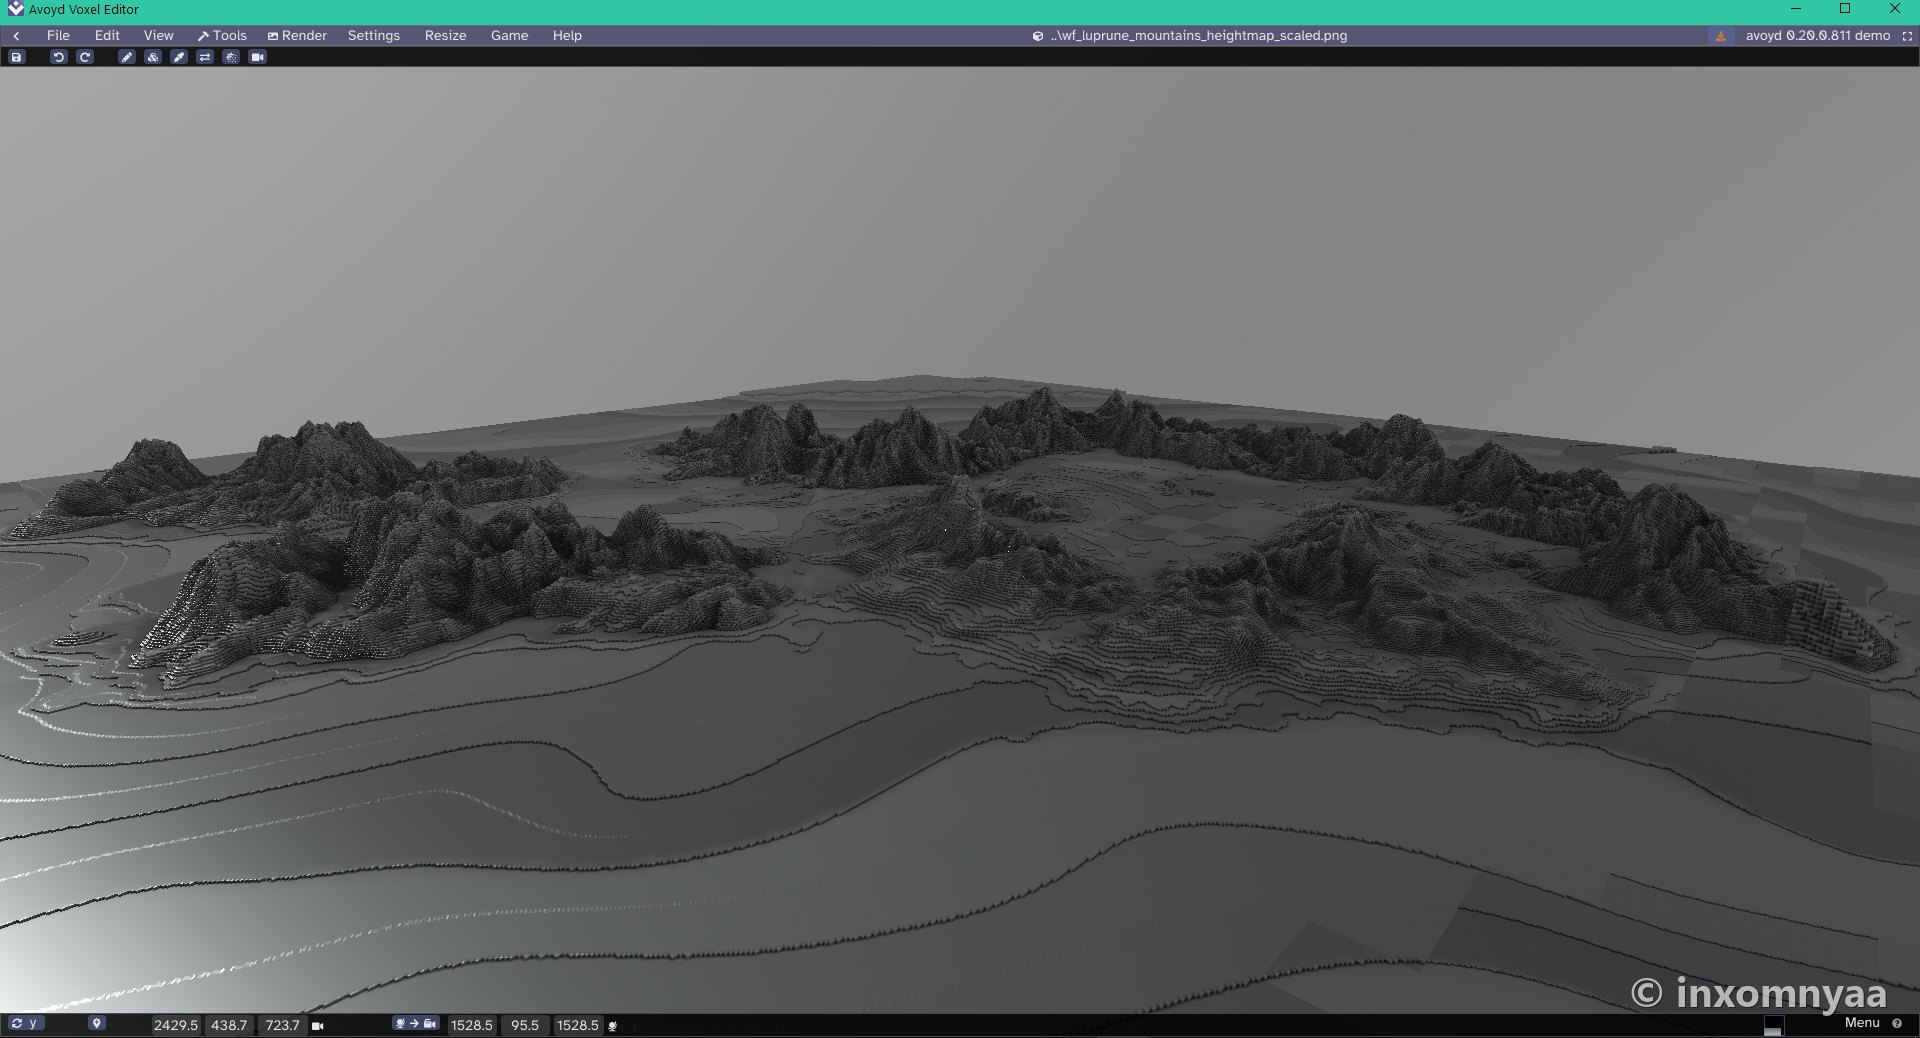 Avoyd Voxel Editor
File Edit View Tools Render Settings Resize Game Help ..\wf_luprune_mountains_heightmap_scaled.png avoyd 0.20.0.811 demo
© inxomnyaa
y 2429.5 438.7 723.7 1528.5 95.5 1528.5 Menu